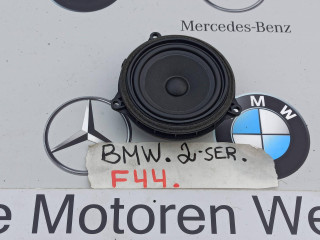 Mercedes-Benz
BMW
BMW. 2-SER.
F44.
e Motoren We